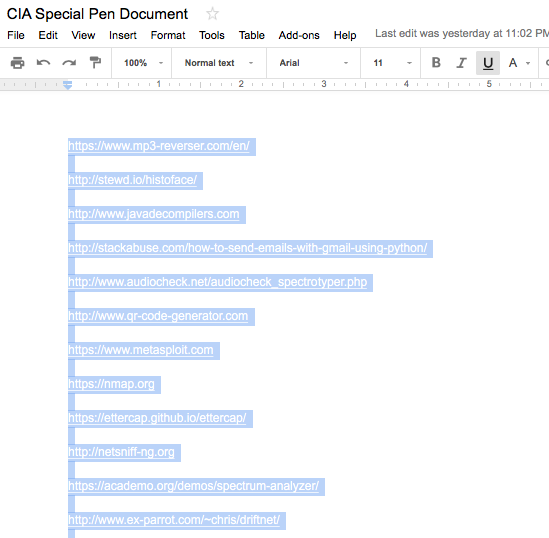 CIA Special Pen Document
File Edit View Insert Format Tools Table Add-ons Help Last edit was yesterday at 11:02 PM
100% Normal text Arial 11 B I U A
1 2 3 4 5
https://www.mp3-reverser.com/en/
http://stewd.io/histoface/
http://www.javadecompilers.com
http://stackabuse.com/how-to-send-emails-with-gmail-using-python/
http://www.audiocheck.net/audiocheck_spectrotyper.php
http://www.qr-code-generator.com
https://www.metasploit.com
https://nmap.org
https://ettercap.github.io/ettercap/
http://netsniff-ng.org
https://academo.org/demos/spectrum-analyzer/
http://www.ex-parrot.com/~chris/driftnet/